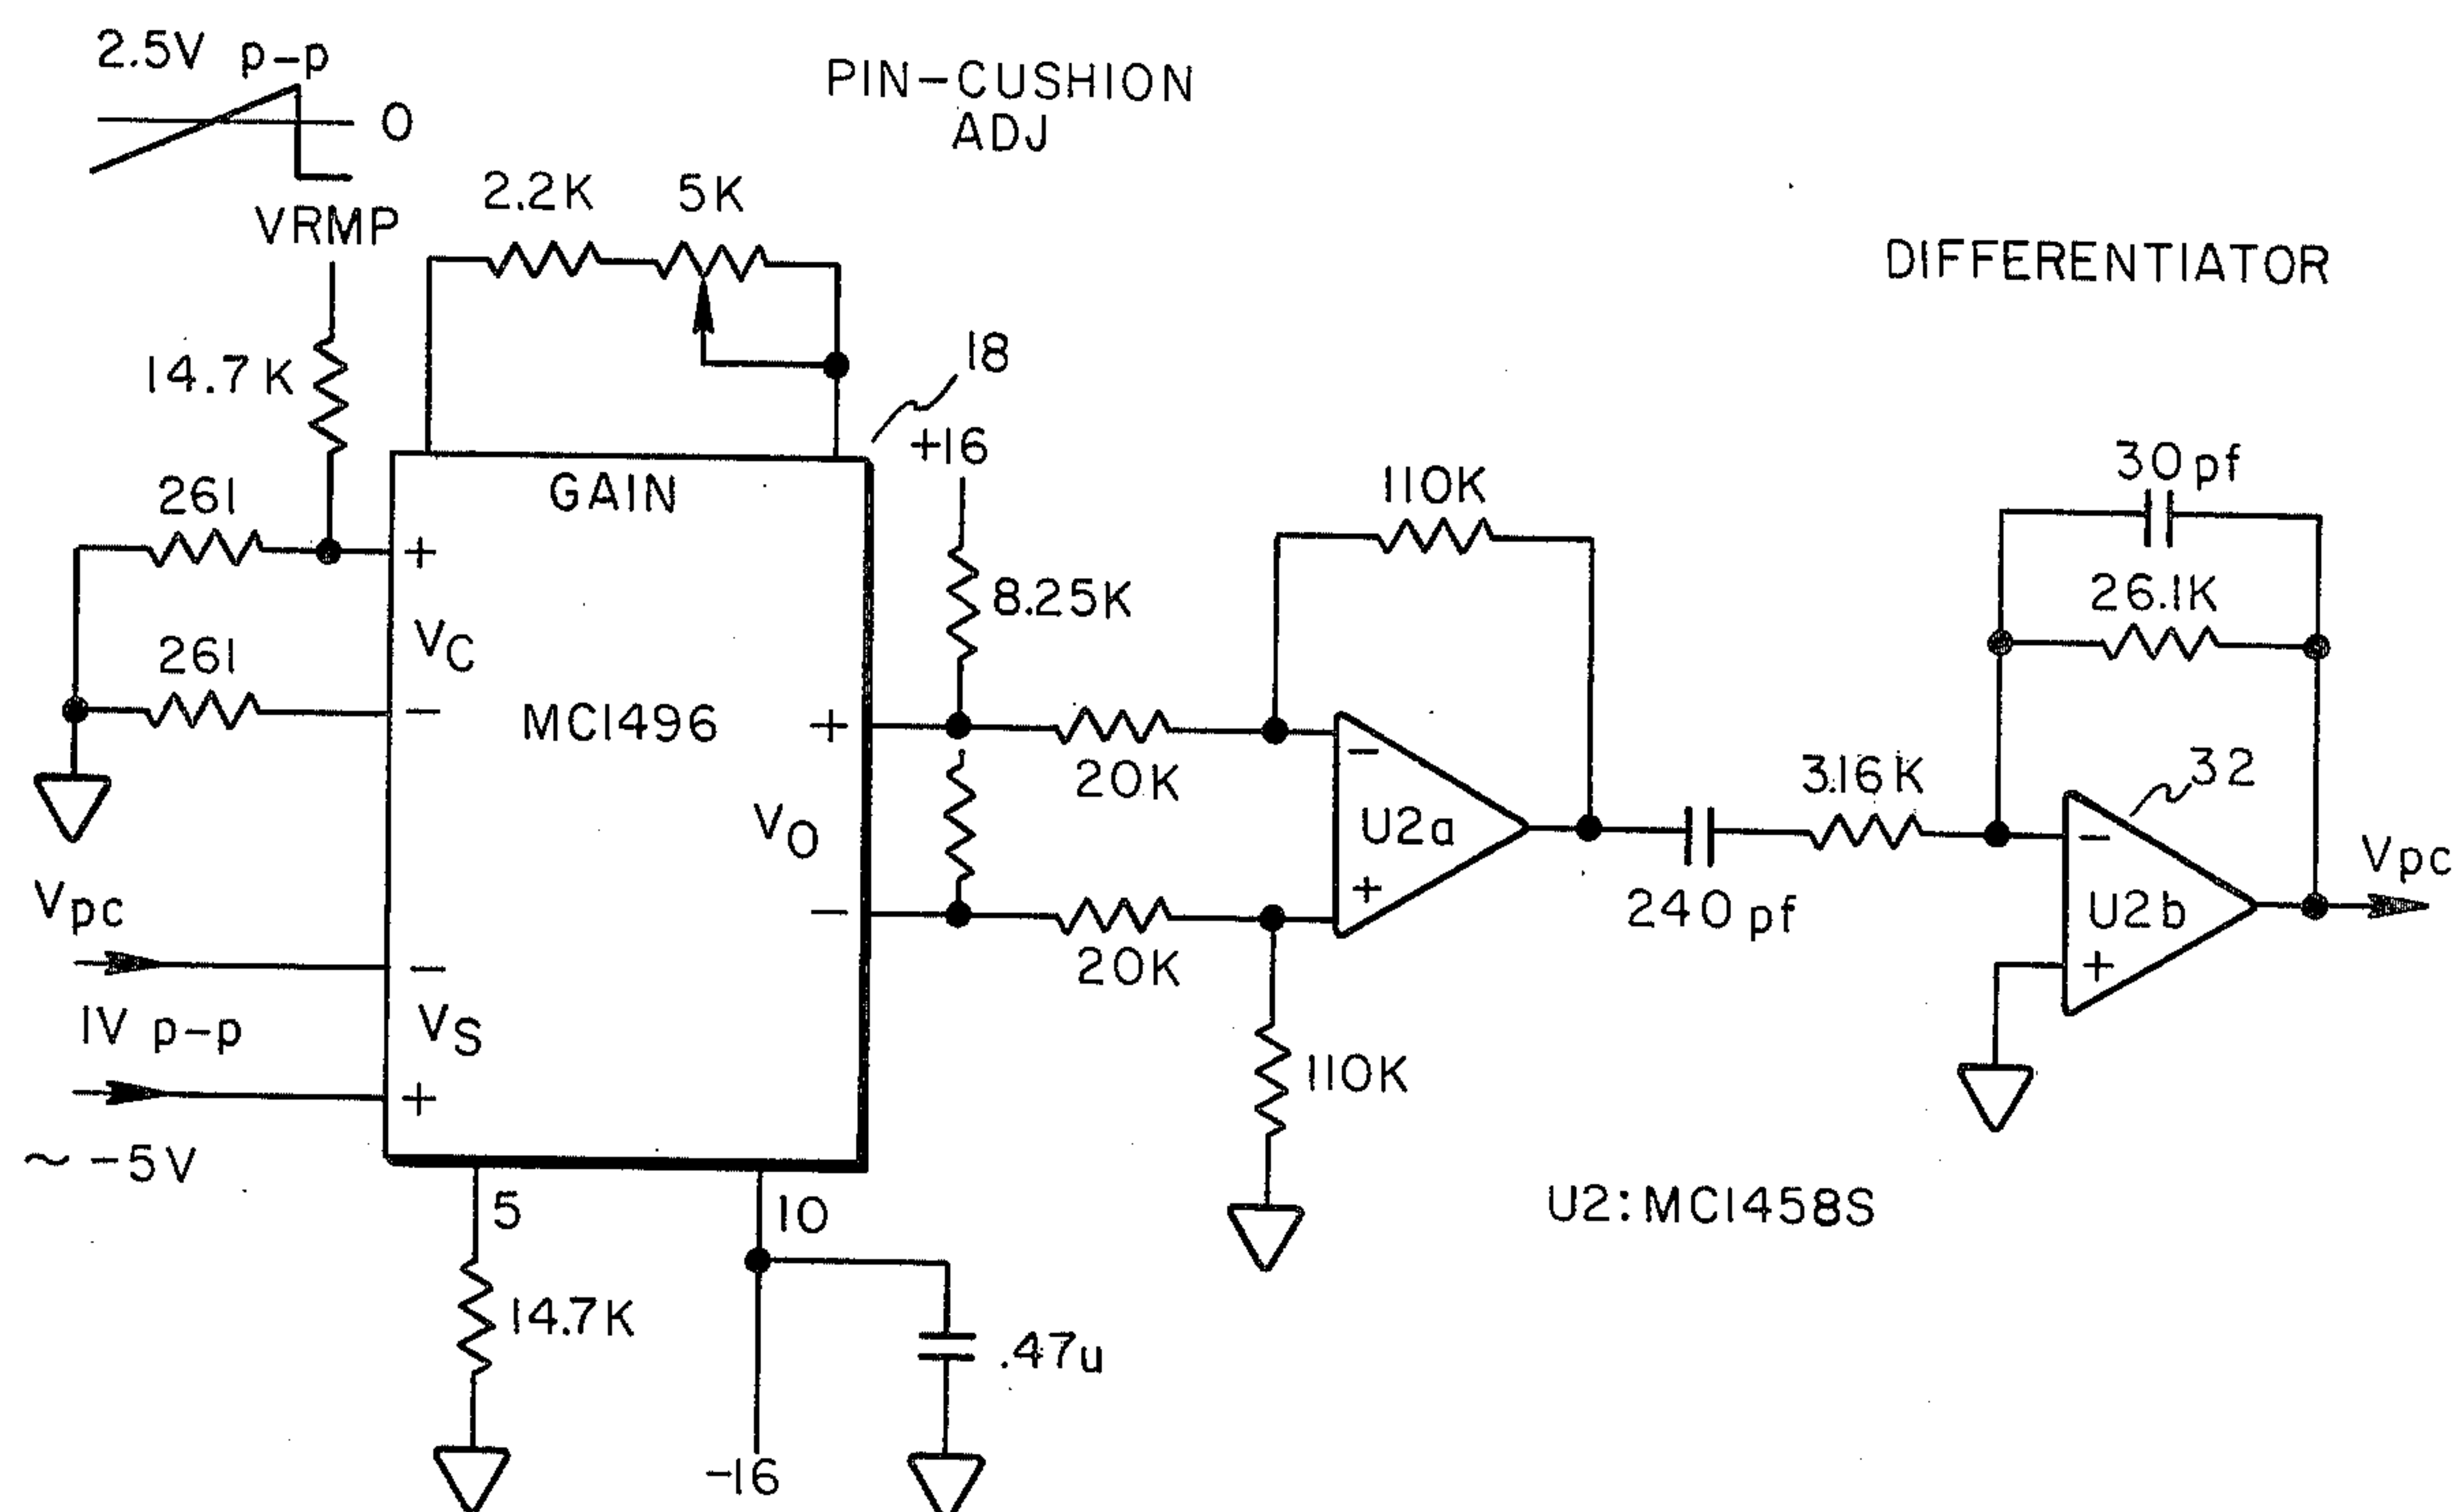 2.5V p-p
PIN-CUSHION
ADJ
0
2.2K
5K
VRMP
DIFFERENTIATOR
14.7K
18
+16
GAIN
261
110K
30pf
+
8.25K
26.1K
VC
261
-
MC1496
+
20K
-
3.16K
32
VO
U2a
-
Vpc
Vpc
+
240pf
U2b
-
-
20K
+
1V p-p
VS
+
110K
~-5V
5
10
U2:MC1458S
14.7K
.47u
-16